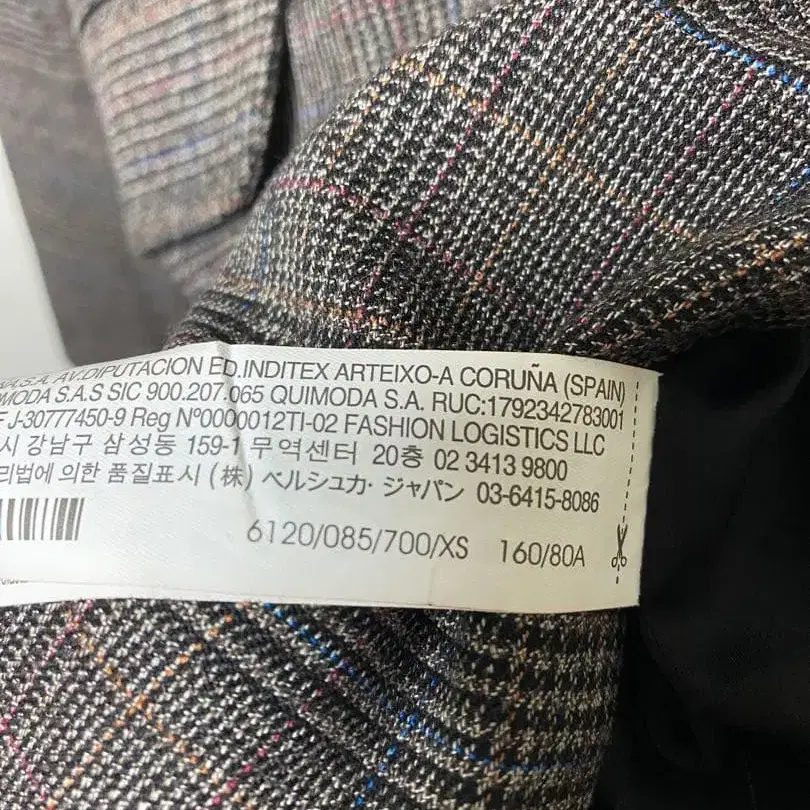 S.A. AV.DIPUTACION ED.INDITEX ARTEIXO-A CORUÑA (SPAIN)
MODA S.A.S SIC 900.207.065 QUIMODA S.A. RUC:1792342783001
J-30777450-9 Reg Nº0000012TI-02 FASHION LOGISTICS LLC
시 강남구 삼성동 159-1 무역센터 20층 02 3413 9800
리법에 의한 품질표시 (株) ベルシュカ・ジャパン 03-6415-8086
6120/085/700/XS 160/80A